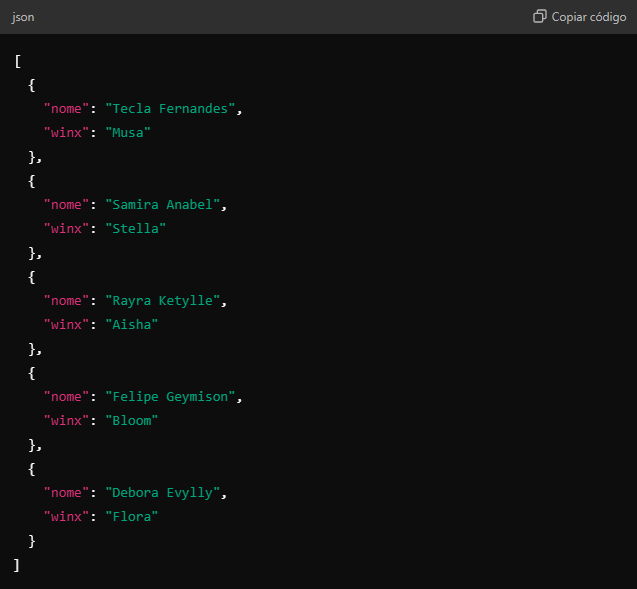 json
Copiar código
[
  {
    "nome": "Tecla Fernandes",
    "winx": "Musa"
  },
  {
    "nome": "Samira Anabel",
    "winx": "Stella"
  },
  {
    "nome": "Rayra Ketylle",
    "winx": "Aisha"
  },
  {
    "nome": "Felipe Geymison",
    "winx": "Bloom"
  },
  {
    "nome": "Debora Evylly",
    "winx": "Flora"
  }
]